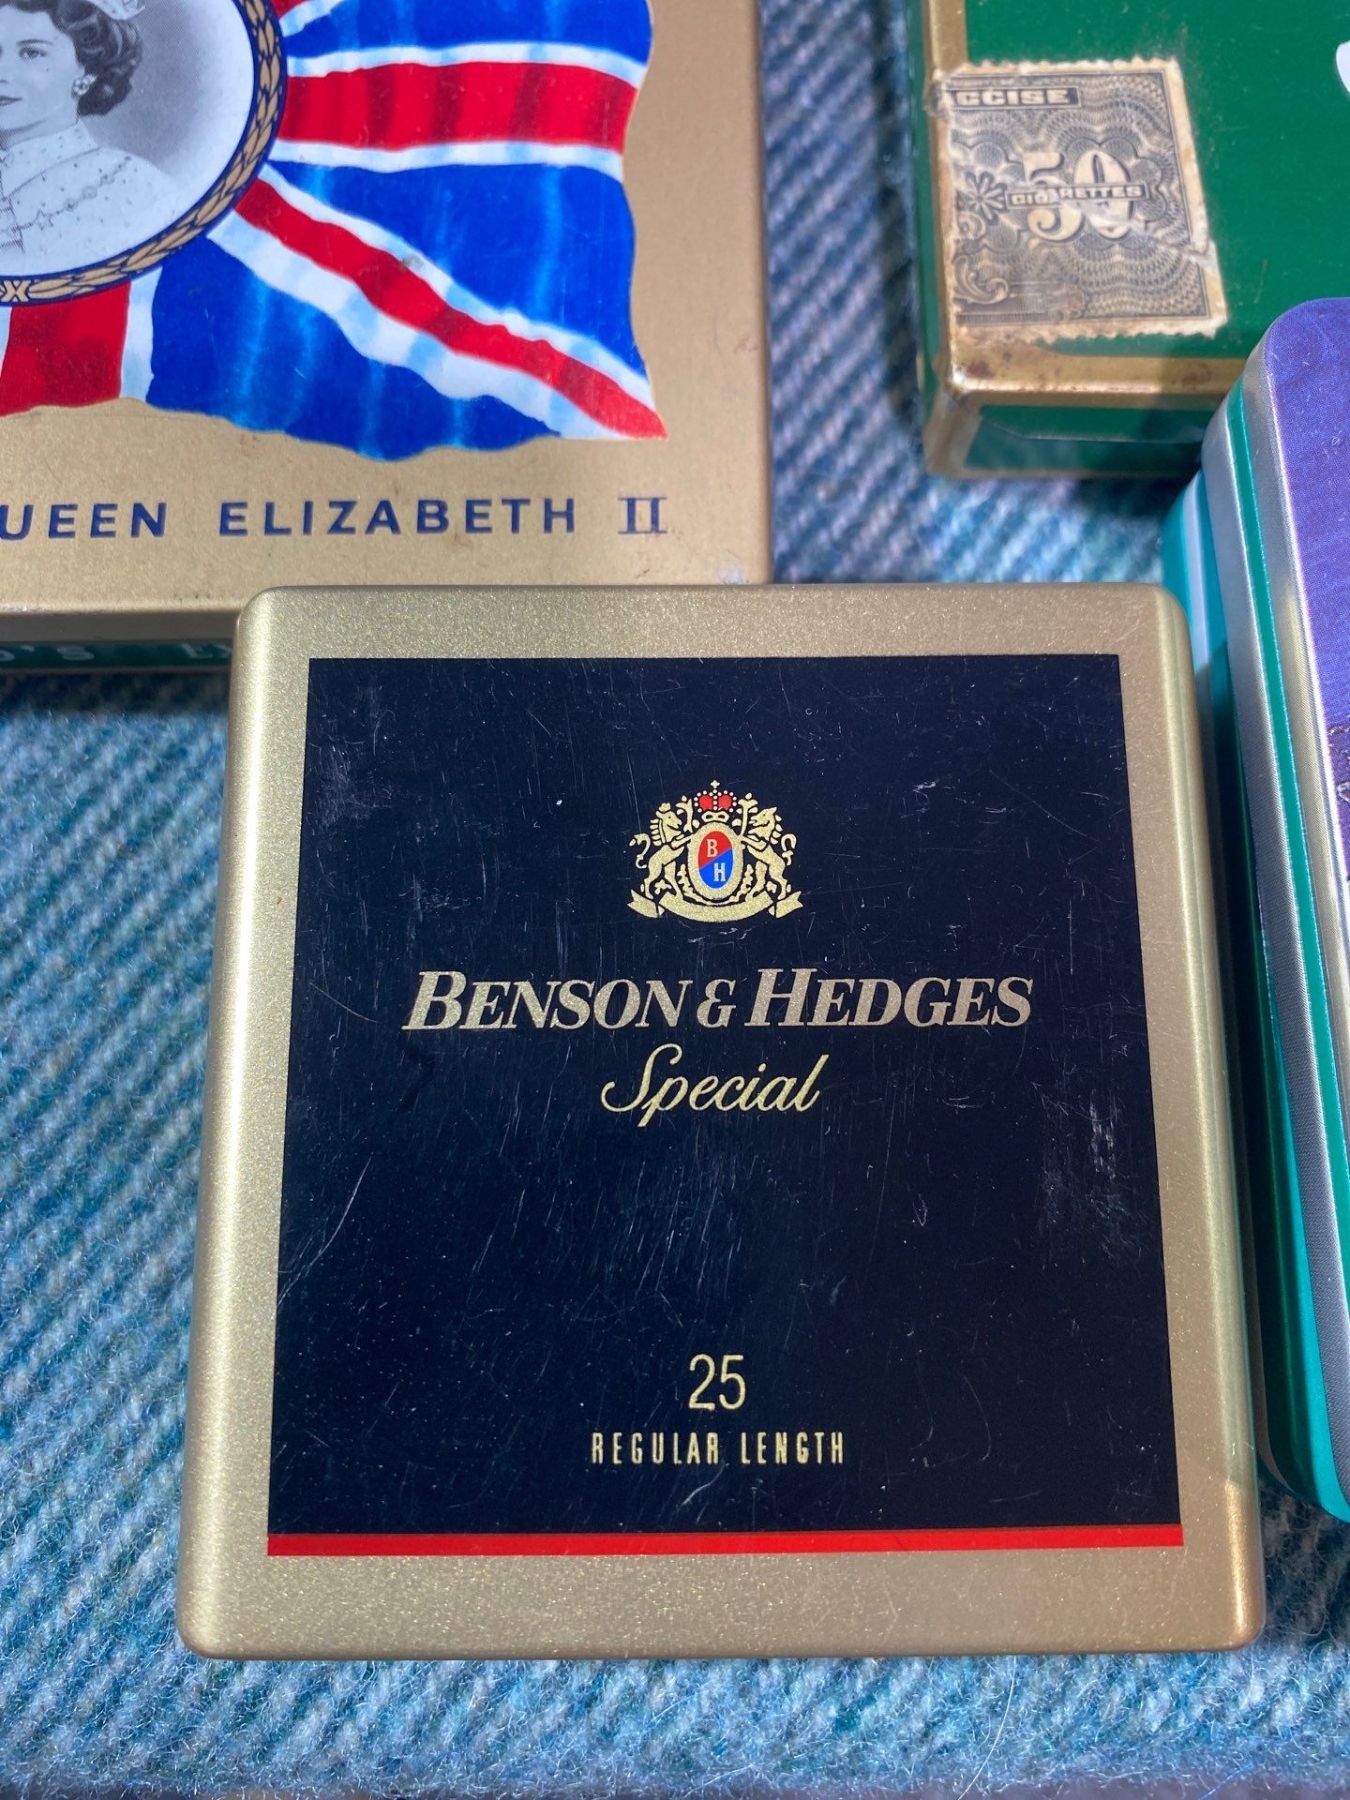 CCISE
50
CIGARETTES
UEEN ELIZABETH II
B
H
BENSON & HEDGES
Special
25
REGULAR LENGTH